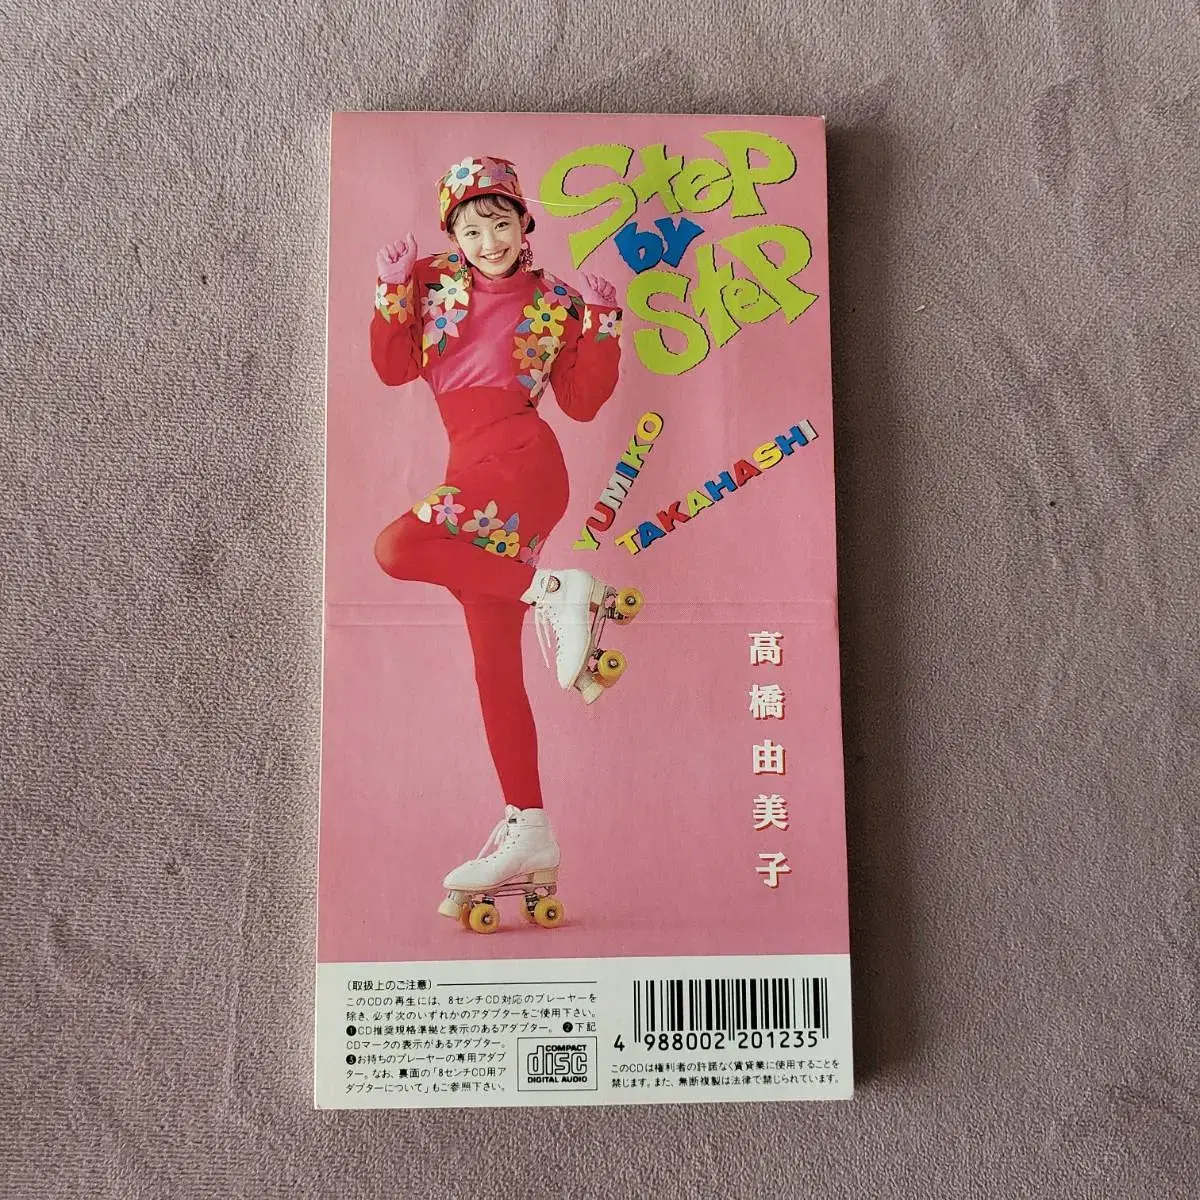 Step
by
Step
YUMIKO
TAKAHASHI
高橋由美子
(取扱上のご注意)
このCDの再生には、8センチCD対応のプレーヤーを
除き、必ず次のいずれかのアダプターをご使用下さい。
❶CD推奨規格準拠と表示のあるアダプター。 ❷下記
CDマークの表示があるアダプター。
❸お持ちのプレーヤーの専用アダプ
ター。なお、裏面の「8センチCD用ア
ダプターについて」もご参照下さい。
COMPACT
disc
DIGITAL AUDIO
4 988002 201235
このCDは権利者の許諾なく賃貸業に使用することを
禁じます。また、無断複製は法律で禁じられています。